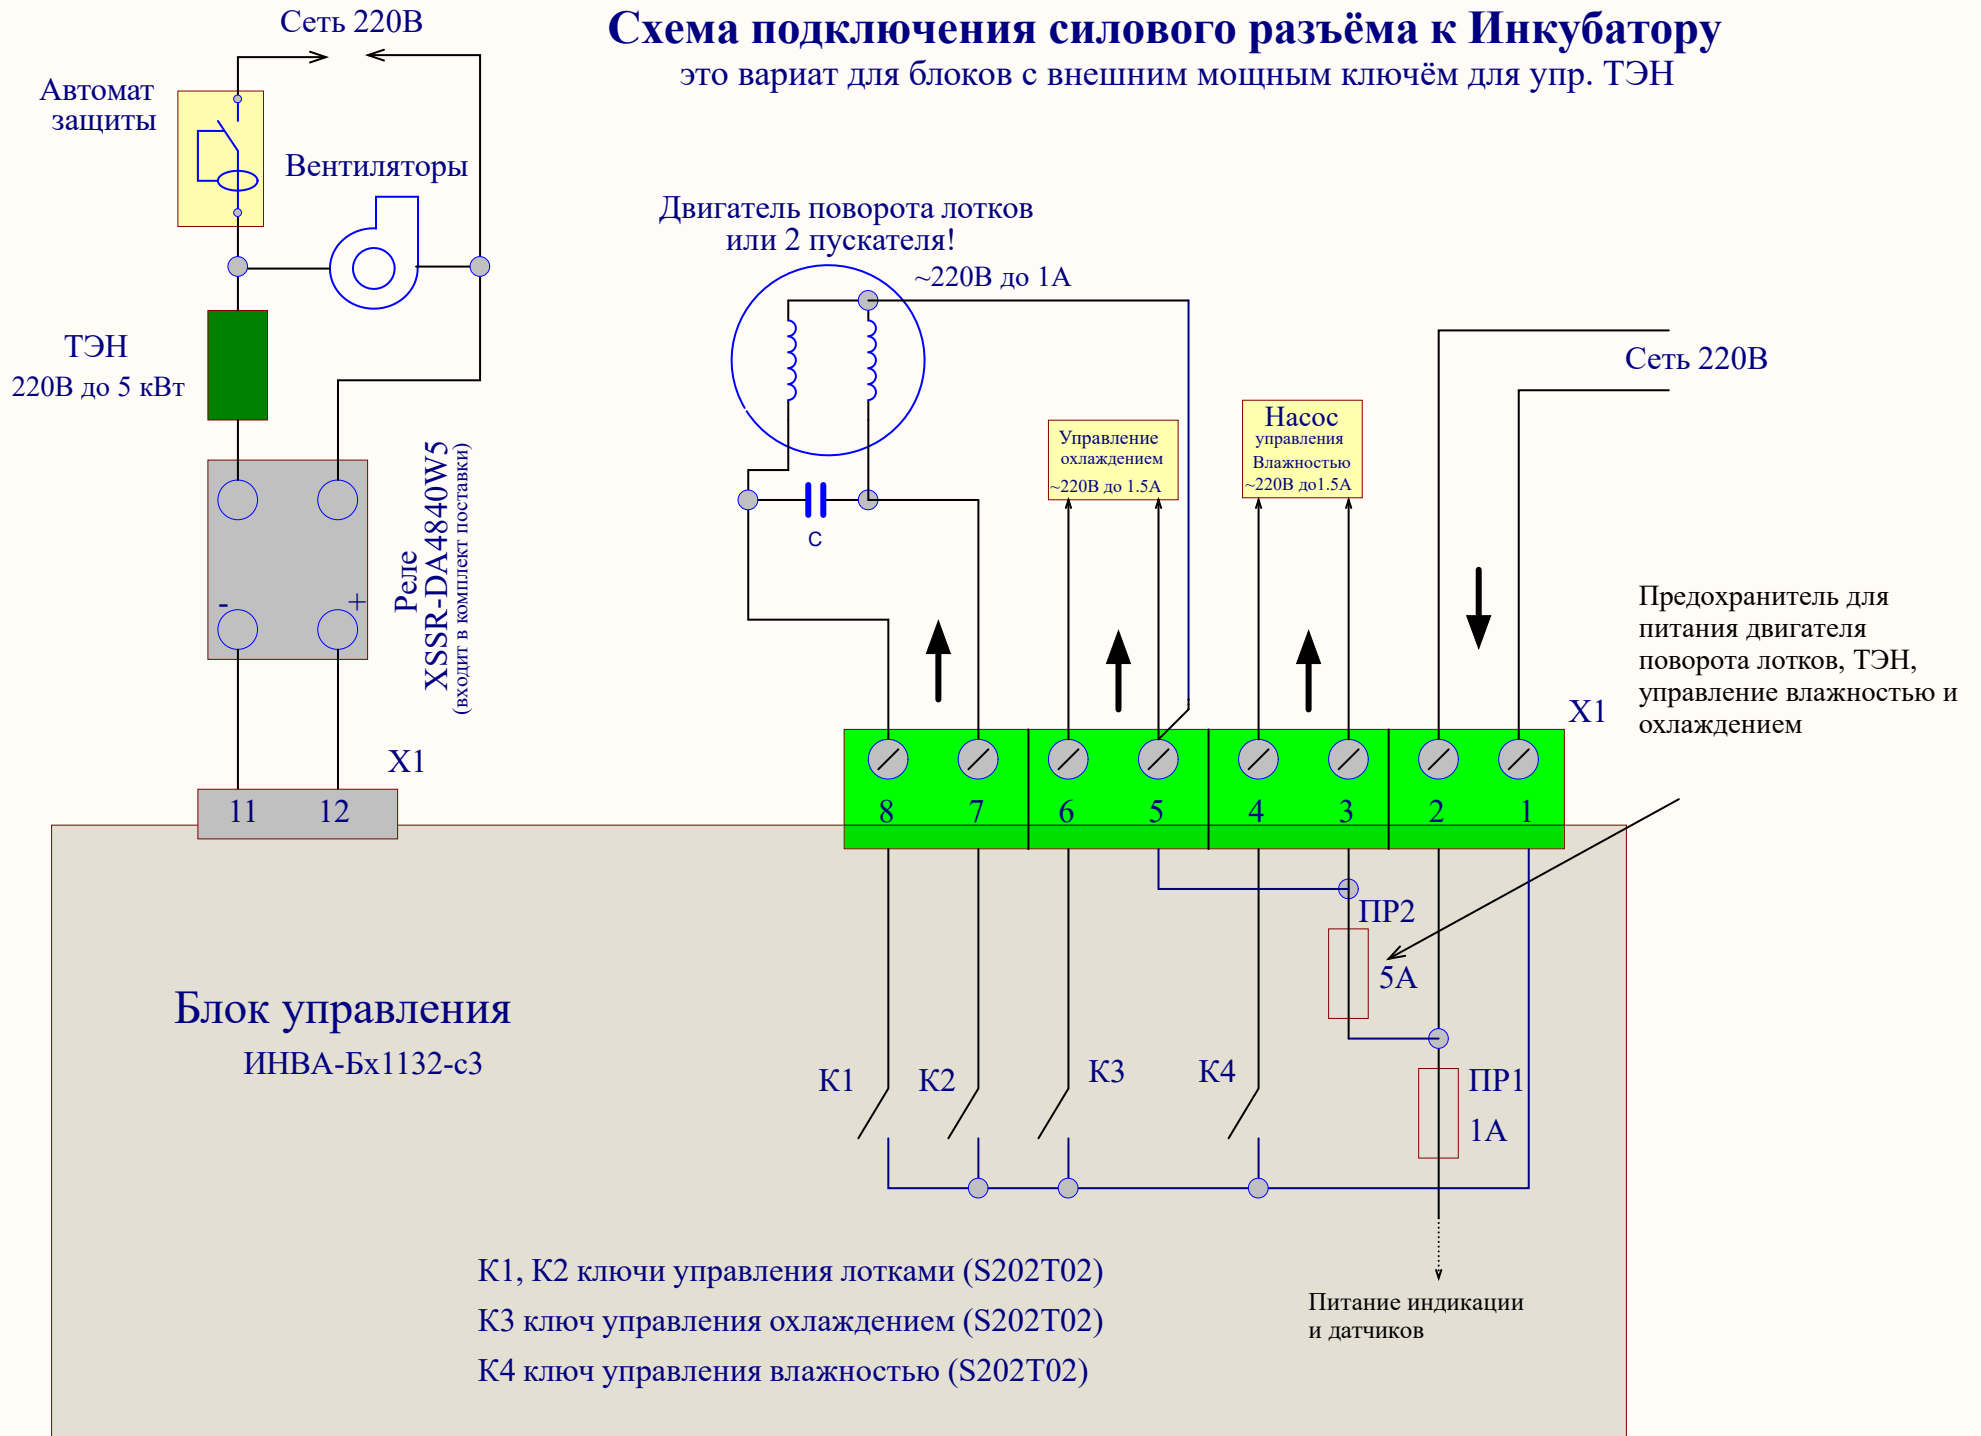 Схема подключения силового разъёма к Инкубатору
это вариат для блоков с внешним мощным ключём для упр. ТЭН
Сеть 220В
Автомат
защиты
Вентиляторы
ТЭН
220В до 5 кВт
-
+
Реле
XSSR-DA4840W5
(входит в комплект поставки)
X1
11
12
Двигатель поворота лотков
или 2 пускателя!
~220В до 1А
C
Управление
охлаждением
~220В до 1.5А
Насос
управления
Влажностью
~220В до1.5А
Сеть 220В
Предохранитель для
питания двигателя
поворота лотков, ТЭН,
управление влажностью и
охлаждением
X1
8
7
6
5
4
3
2
1
ПР2
5А
К1
К2
К3
К4
ПР1
1А
Блок управления
ИНВА-Бх1132-с3
К1, К2 ключи управления лотками (S202T02)
К3 ключ управления охлаждением (S202T02)
К4 ключ управления влажностью (S202T02)
Питание индикации
и датчиков